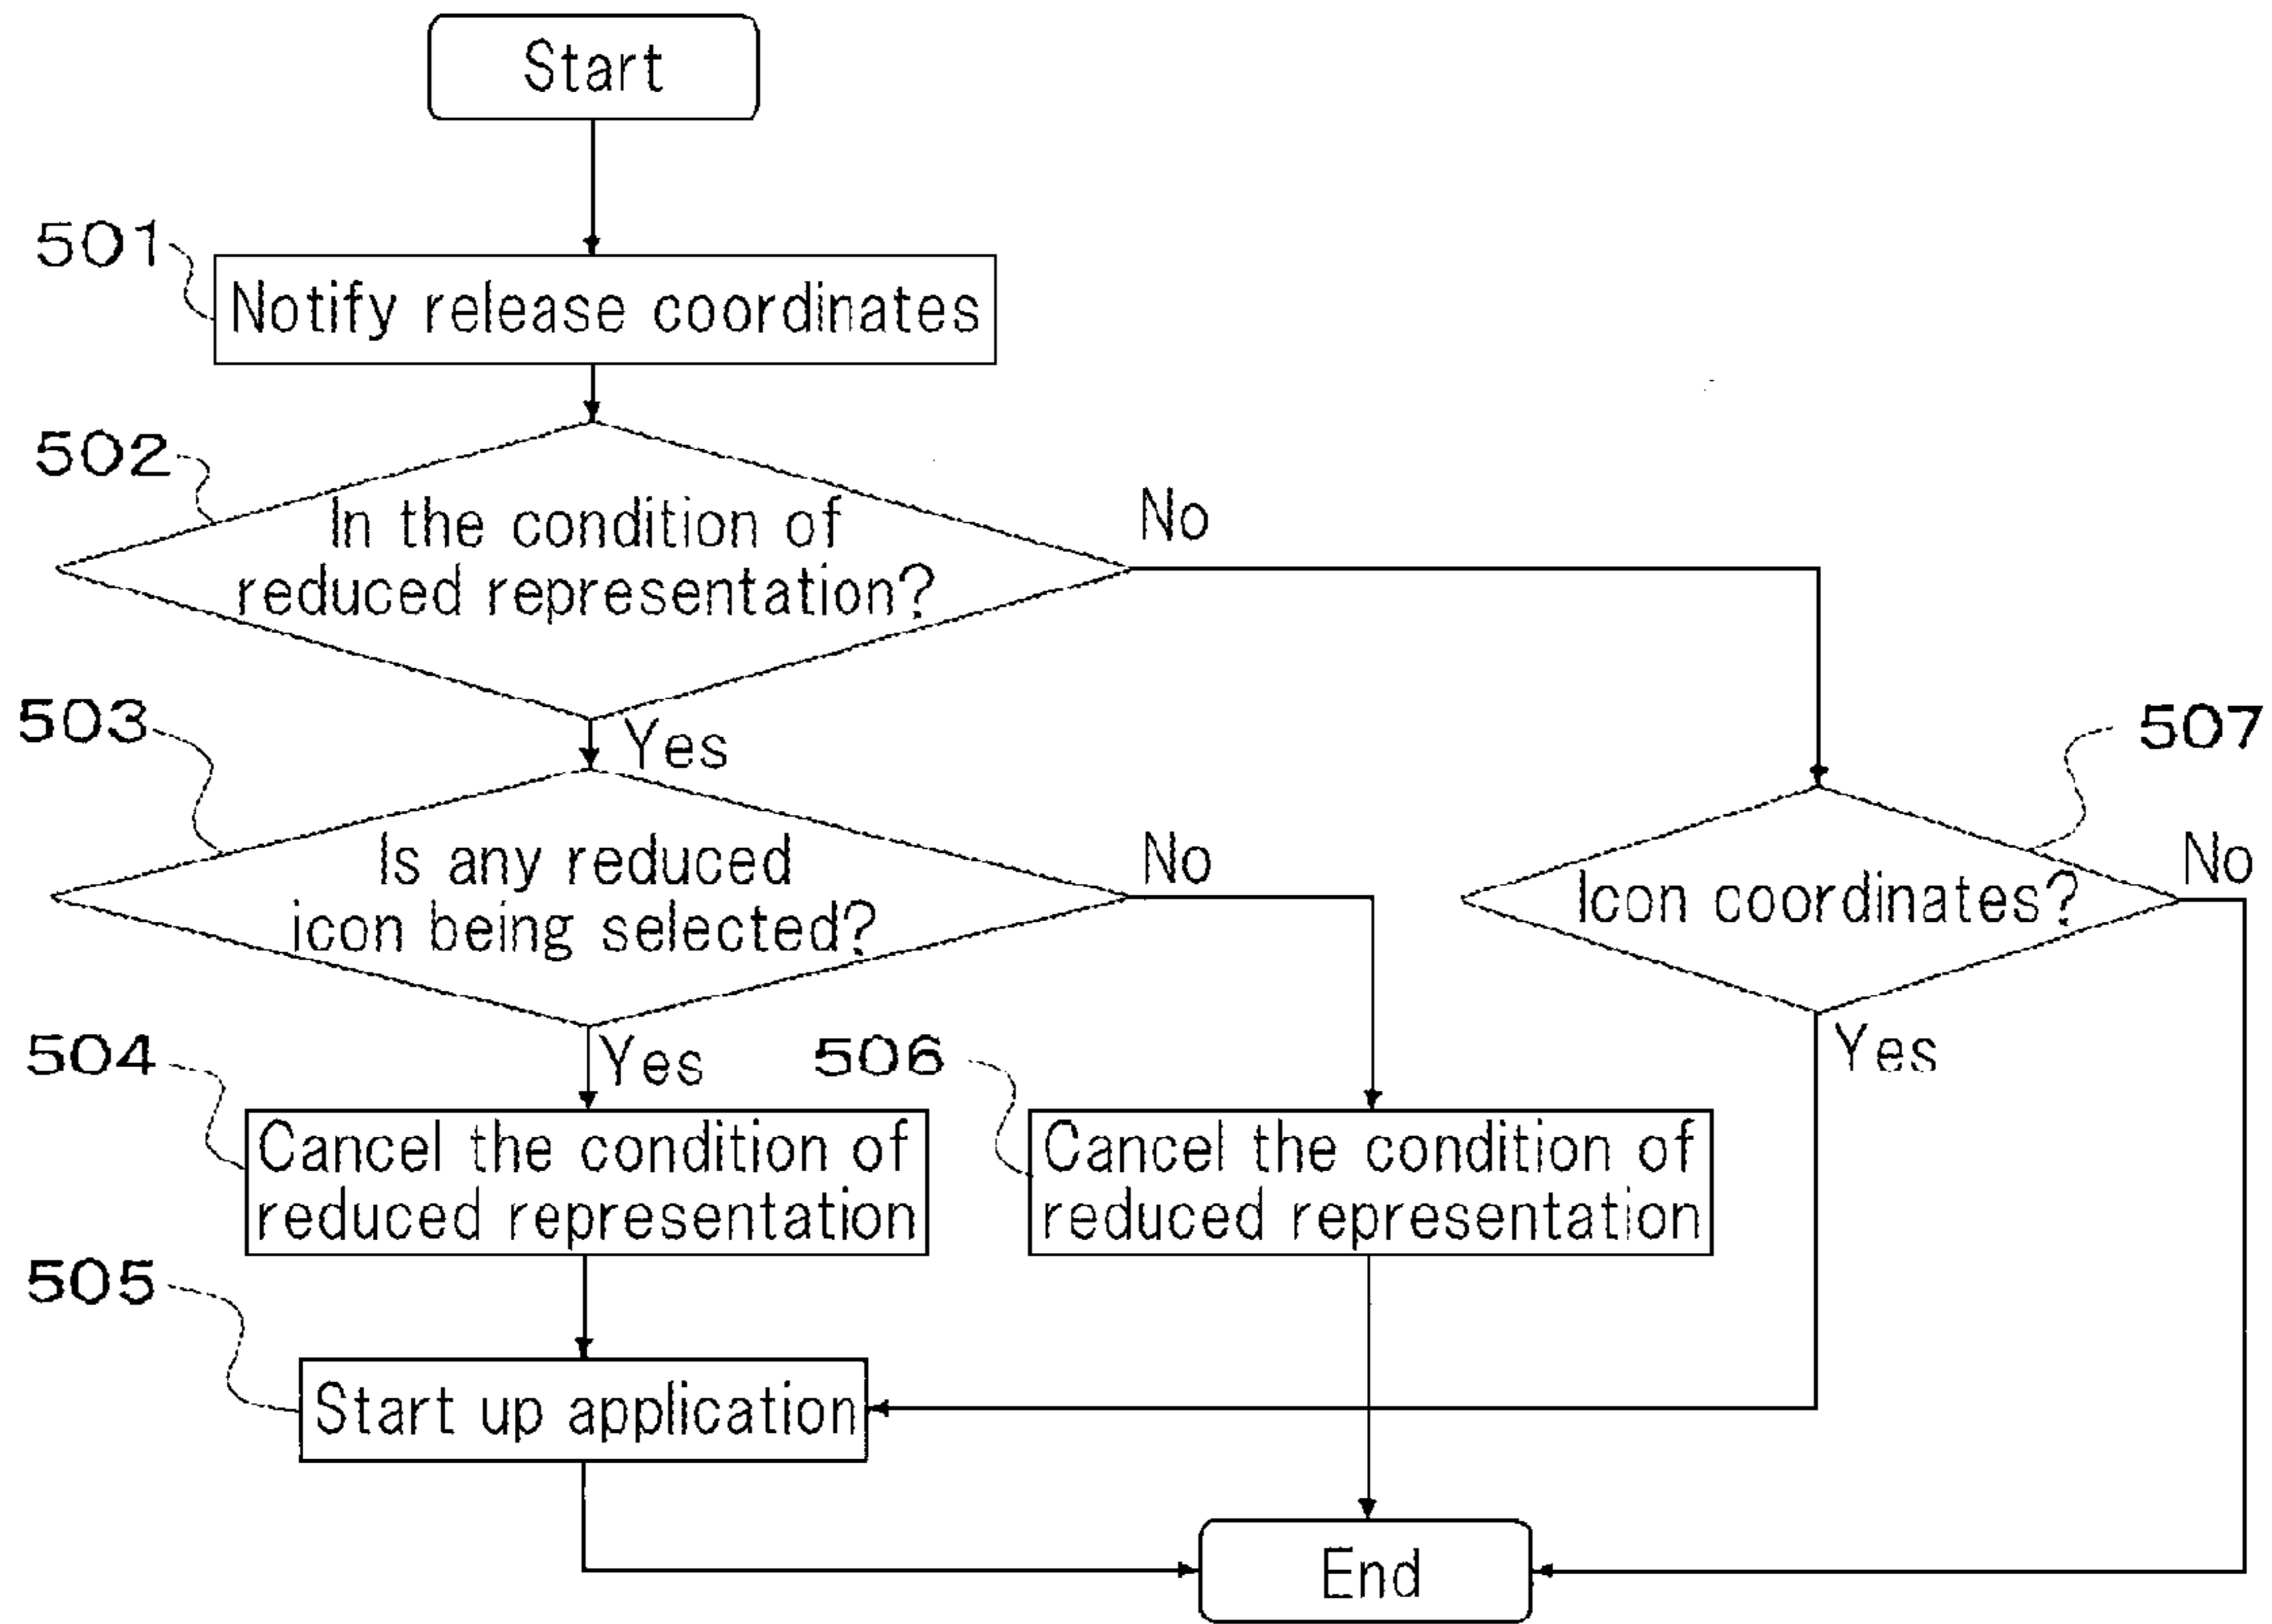 Start
501
Notify release coordinates
502
In the condition of
reduced representation?
No
Yes
503
Is any reduced
icon being selected?
No
Yes
507
Icon coordinates?
No
Yes
504
Cancel the condition of
reduced representation
506
Cancel the condition of
reduced representation
505
Start up application
End